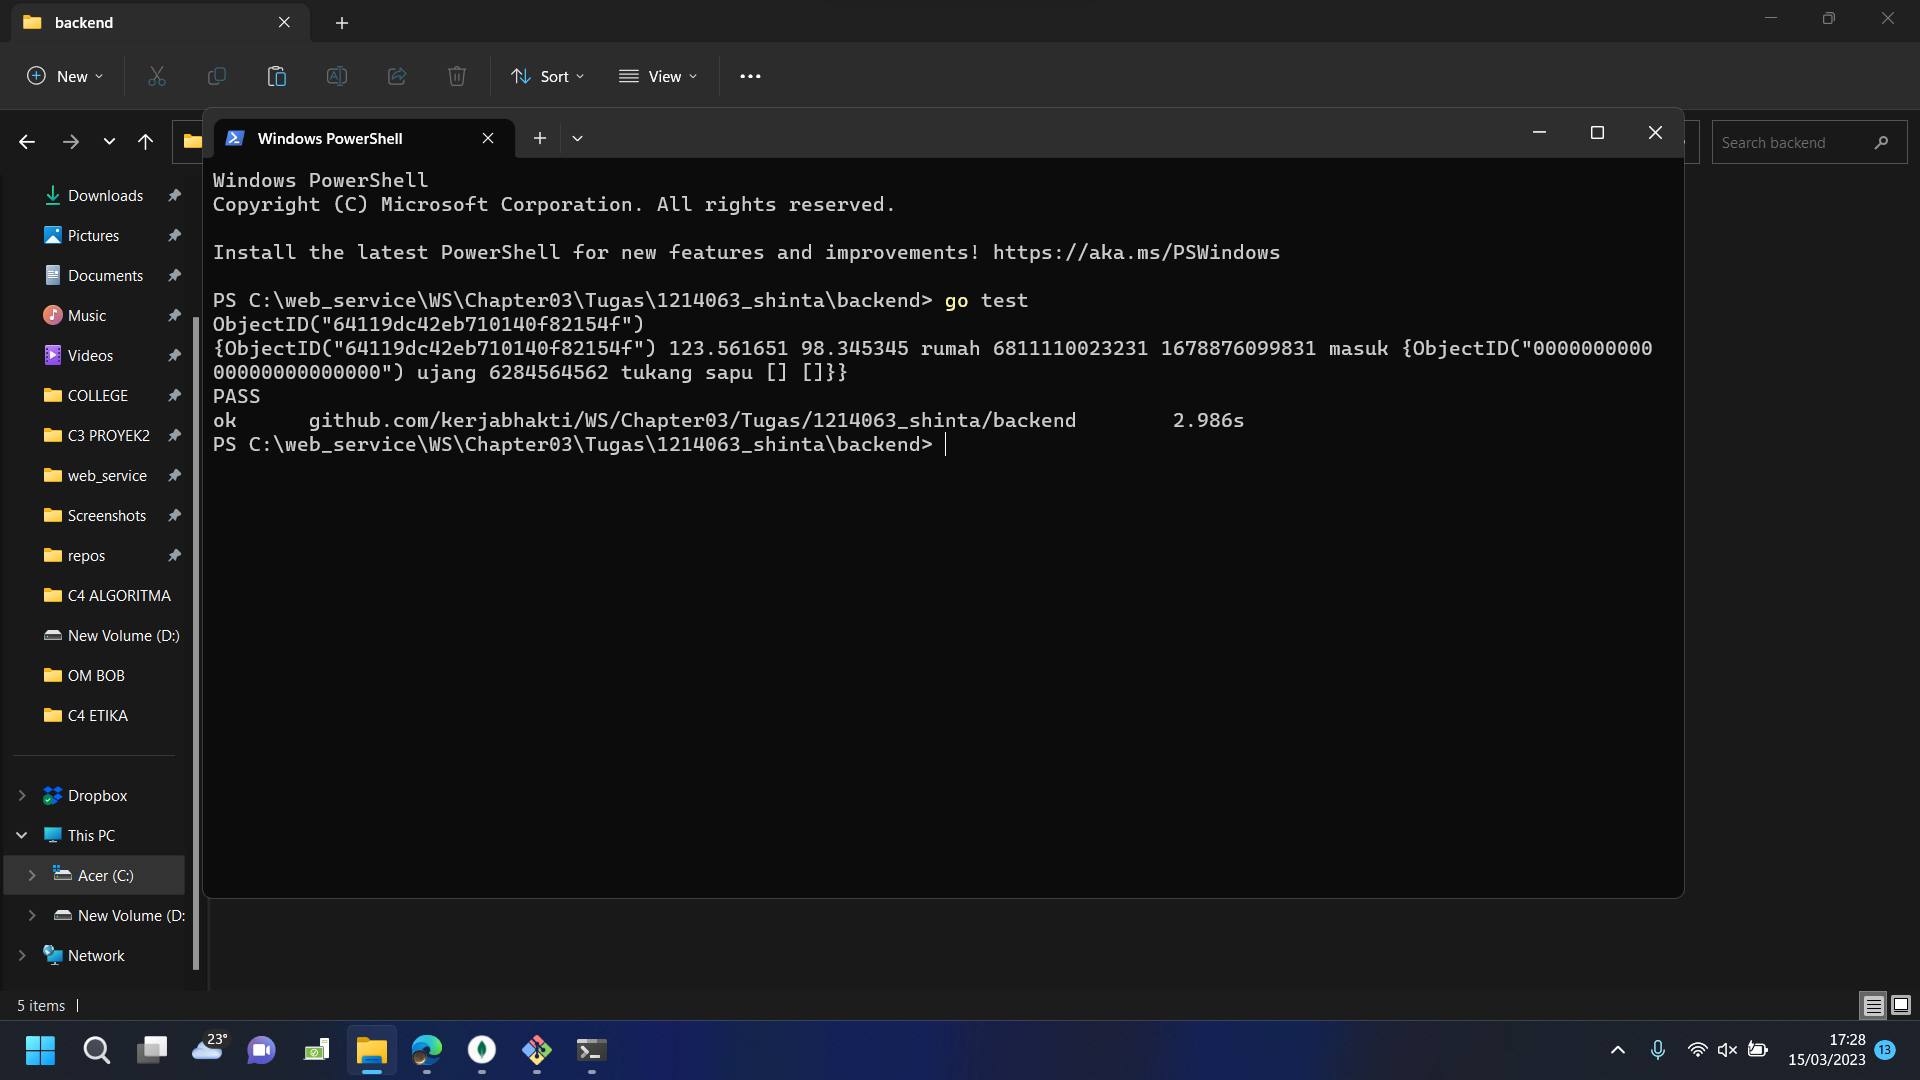 backend
New
Sort
View
Search backend
Windows PowerShell
Downloads
Pictures
Documents
Music
Videos
COLLEGE
C3 PROYEK2
web_service
Screenshots
repos
C4 ALGORITMA
New Volume (D:)
OM BOB
C4 ETIKA
Dropbox
This PC
Acer (C:)
New Volume (D:
Network
Windows PowerShell
Copyright (C) Microsoft Corporation. All rights reserved.
Install the latest PowerShell for new features and improvements! https://aka.ms/PSWindows
PS C:\web_service\WS\Chapter03\Tugas\1214063_shinta\backend> go test
ObjectID("64119dc42eb710140f82154f")
{ObjectID("64119dc42eb710140f82154f") 123.561651 98.345345 rumah 6811110023231 1678876099831 masuk {ObjectID("0000000000
00000000000000") ujang 6284564562 tukang sapu [] []}}
PASS
ok github.com/kerjabhakti/WS/Chapter03/Tugas/1214063_shinta/backend 2.986s
PS C:\web_service\WS\Chapter03\Tugas\1214063_shinta\backend>
5 items
23°
17:28
15/03/2023
13